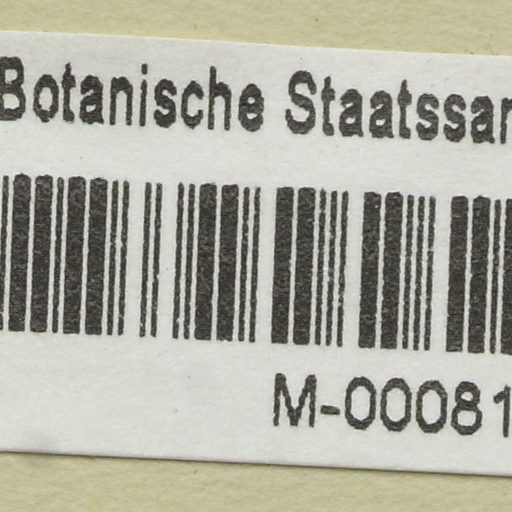 Botanische Staatssar
M-00081